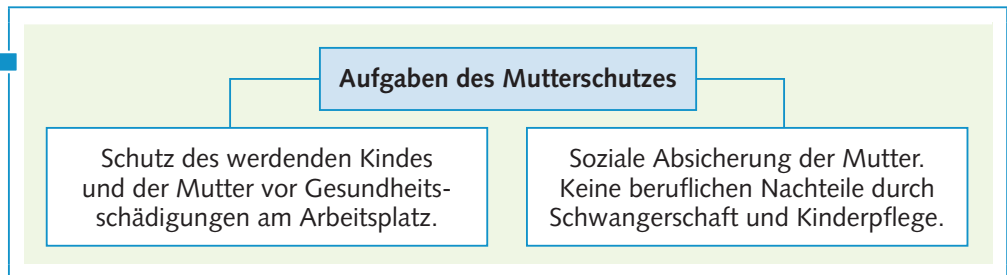 Aufgaben des Mutterschutzes
Schutz des werdenden Kindes
und der Mutter vor Gesundheits-
schädigungen am Arbeitsplatz.
Soziale Absicherung der Mutter.
Keine beruflichen Nachteile durch
Schwangerschaft und Kinderpflege.